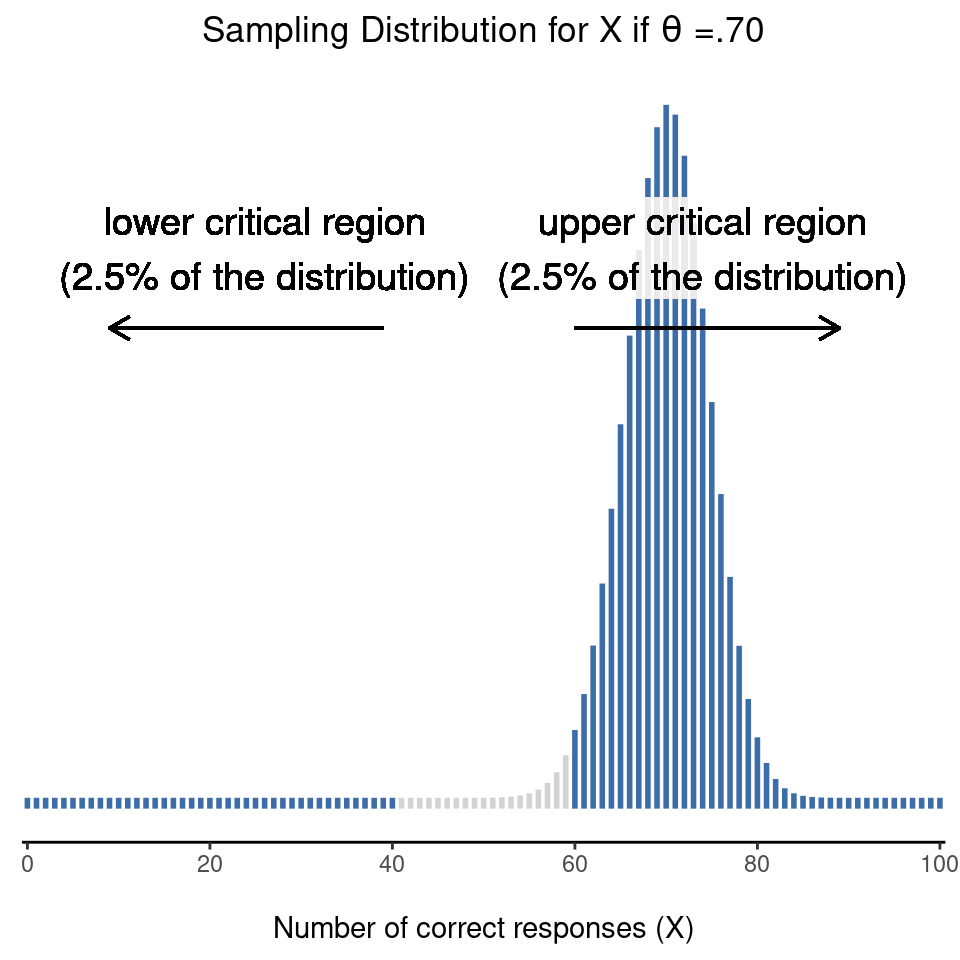 Sampling Distribution for X if θ =.70
lower critical region
(2.5% of the distribution)
upper critical region
(2.5% of the distribution)
0 20 40 60 80 100
Number of correct responses (X)